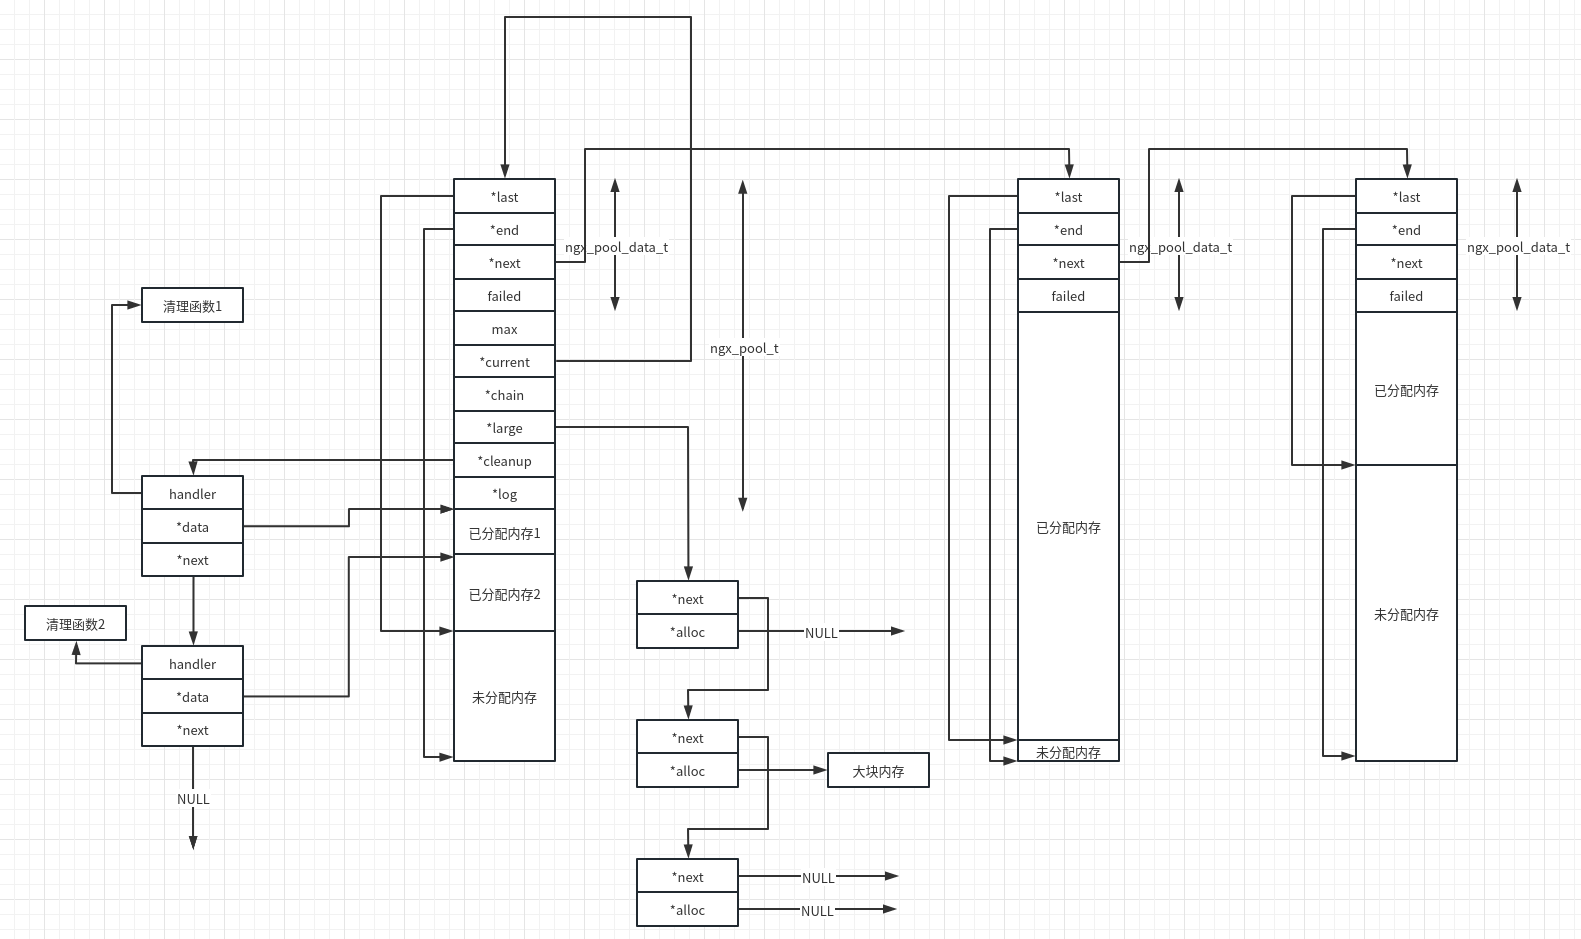 *last
*end
*next
failed
max
*current
*chain
*large
*cleanup
*log
已分配内存1
已分配内存2
未分配内存
ngx_pool_data_t
ngx_pool_t
清理函数1
handler
*data
*next
清理函数2
handler
*data
*next
NULL
*next
*alloc
NULL
*next
*alloc
大块内存
*next
NULL
*alloc
NULL
*last
*end
*next
failed
已分配内存
未分配内存
ngx_pool_data_t
*last
*end
*next
failed
已分配内存
未分配内存
ngx_pool_data_t